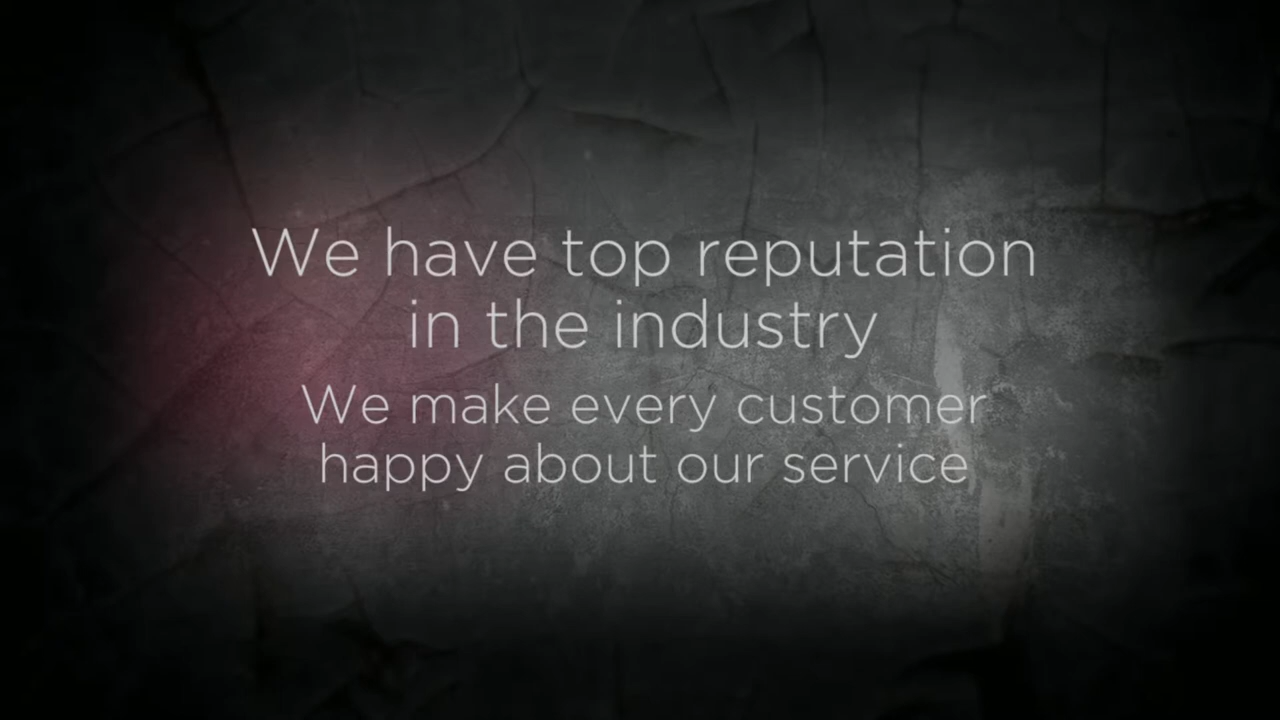 We have top reputation
in the industry
We make every customer
happy about our service